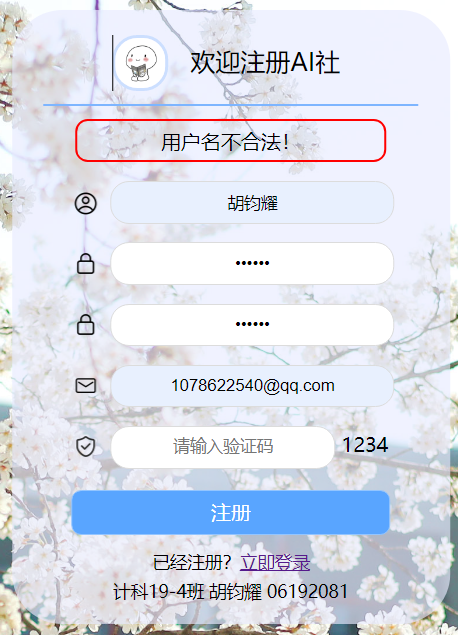 欢迎注册AI社
用户名不合法！
胡钧耀
••••••
••••••
1078622540@qq.com
请输入验证码 1234
注册
已经注册？立即登录
计科19-4班 胡钧耀 06192081